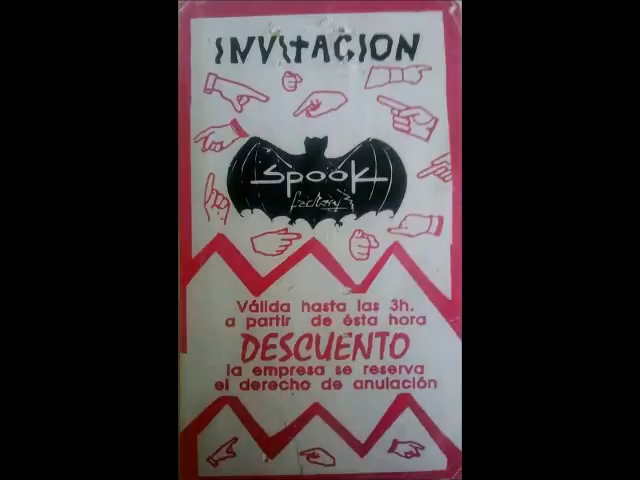 INVITACION
Spook
factory
Válida hasta las 3h.
a partir de ésta hora
DESCUENTO
la empresa se reserva
el derecho de anulación